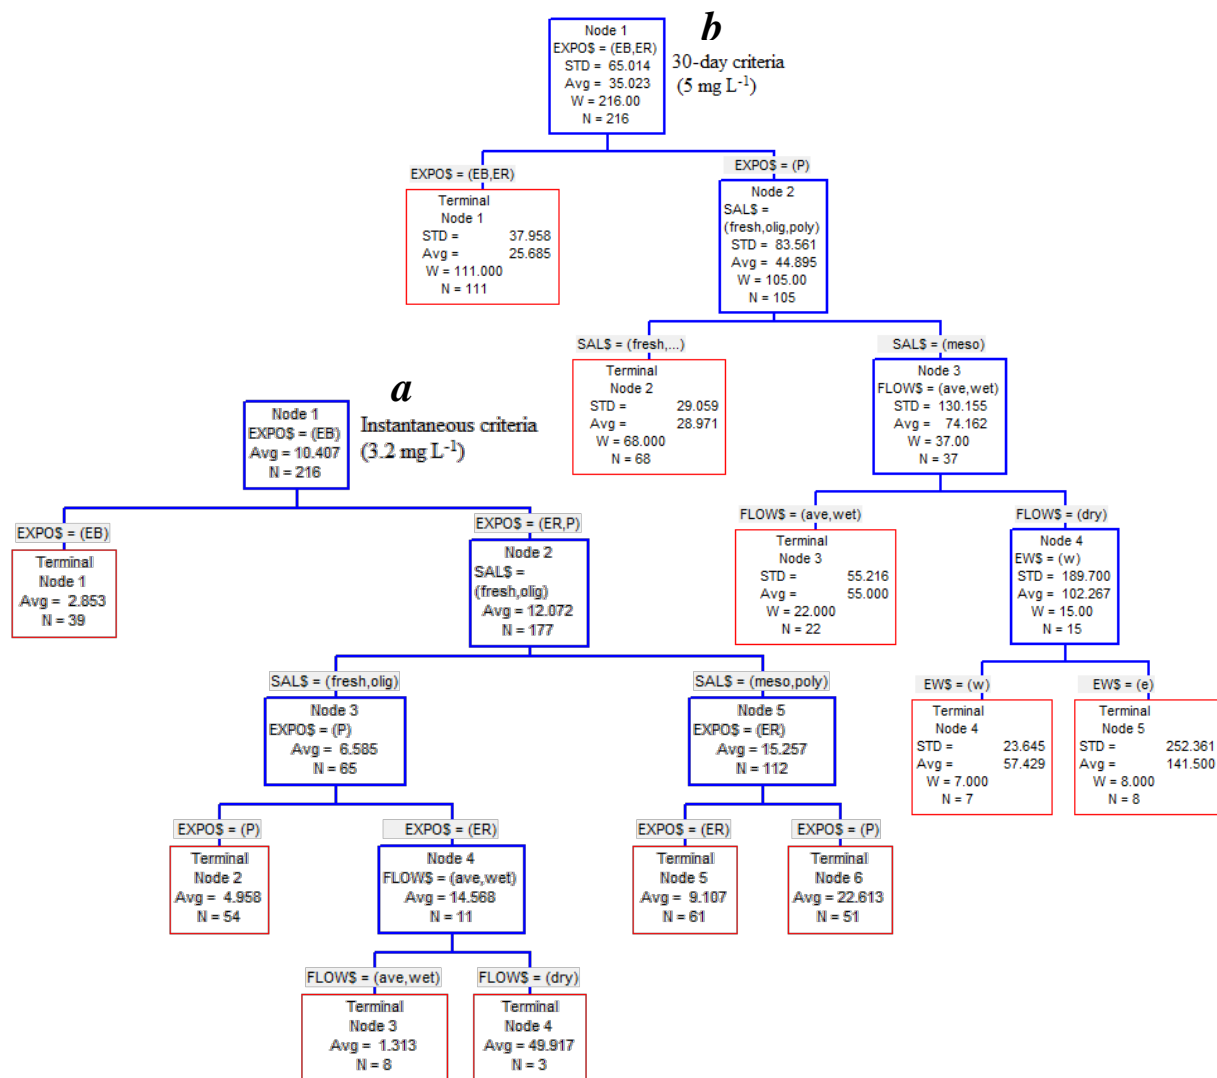 b
Node 1
EXPO$ = (EB,ER)
STD = 65.014
Avg = 35.023
W = 216.00
N = 216
30-day criteria
(5 mg L-1)
EXPO$ = (EB,ER)
EXPO$ = (P)
Terminal
Node 1
STD = 37.958
Avg = 25.685
W = 111.000
N = 111
Node 2
SAL$ =
(fresh,olig,poly)
STD = 83.561
Avg = 44.895
W = 105.00
N = 105
SAL$ = (fresh,...)
SAL$ = (meso)
Terminal
Node 2
STD = 29.059
Avg = 28.971
W = 68.000
N = 68
Node 3
FLOW$ = (ave,wet)
STD = 130.155
Avg = 74.162
W = 37.00
N = 37
FLOW$ = (ave,wet)
FLOW$ = (dry)
Terminal
Node 3
STD = 55.216
Avg = 55.000
W = 22.000
N = 22
Node 4
EW$ = (w)
STD = 189.700
Avg = 102.267
W = 15.00
N = 15
EW$ = (w)
EW$ = (e)
Terminal
Node 4
STD = 23.645
Avg = 57.429
W = 7.000
N = 7
Terminal
Node 5
STD = 252.361
Avg = 141.500
W = 8.000
N = 8
a
Node 1
EXPO$ = (EB)
Avg = 10.407
N = 216
Instantaneous criteria
(3.2 mg L-1)
EXPO$ = (EB)
EXPO$ = (ER,P)
Terminal
Node 1
Avg = 2.853
N = 39
Node 2
SAL$ =
(fresh,olig)
Avg = 12.072
N = 177
SAL$ = (fresh,olig)
SAL$ = (meso,poly)
Node 3
EXPO$ = (P)
Avg = 6.585
N = 65
Node 5
EXPO$ = (ER)
Avg = 15.257
N = 112
EXPO$ = (P)
EXPO$ = (ER)
EXPO$ = (ER)
EXPO$ = (P)
Terminal
Node 2
Avg = 4.958
N = 54
Node 4
FLOW$ = (ave,wet)
Avg = 14.568
N = 11
Terminal
Node 5
Avg = 9.107
N = 61
Terminal
Node 6
Avg = 22.613
N = 51
FLOW$ = (ave,wet)
FLOW$ = (dry)
Terminal
Node 3
Avg = 1.313
N = 8
Terminal
Node 4
Avg = 49.917
N = 3